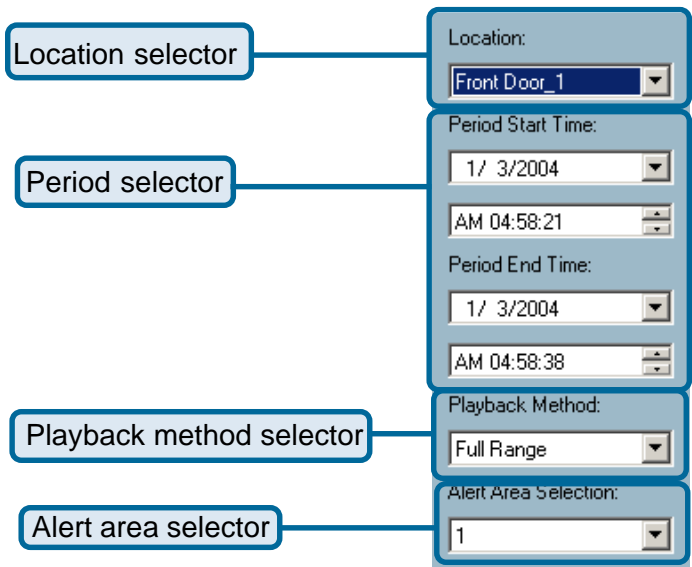 Location selector
Location:
Front Door_1
Period selector
Period Start Time:
1/ 3/2004
AM 04:58:21
Period End Time:
1/ 3/2004
AM 04:58:38
Playback method selector
Playback Method:
Full Range
Alert area selector
Alert Area Selection:
1